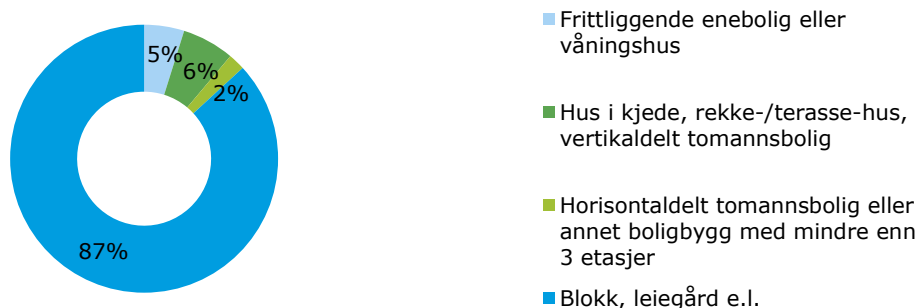 5%
6%
2%
87%
Frittliggende enebolig eller
våningshus
Hus i kjede, rekke-/terasse-hus,
vertikaldelt tomannsbolig
Horisontaldelt tomannsbolig eller
annet boligbygg med mindre enn
3 etasjer
Blokk, leiegård e.l.